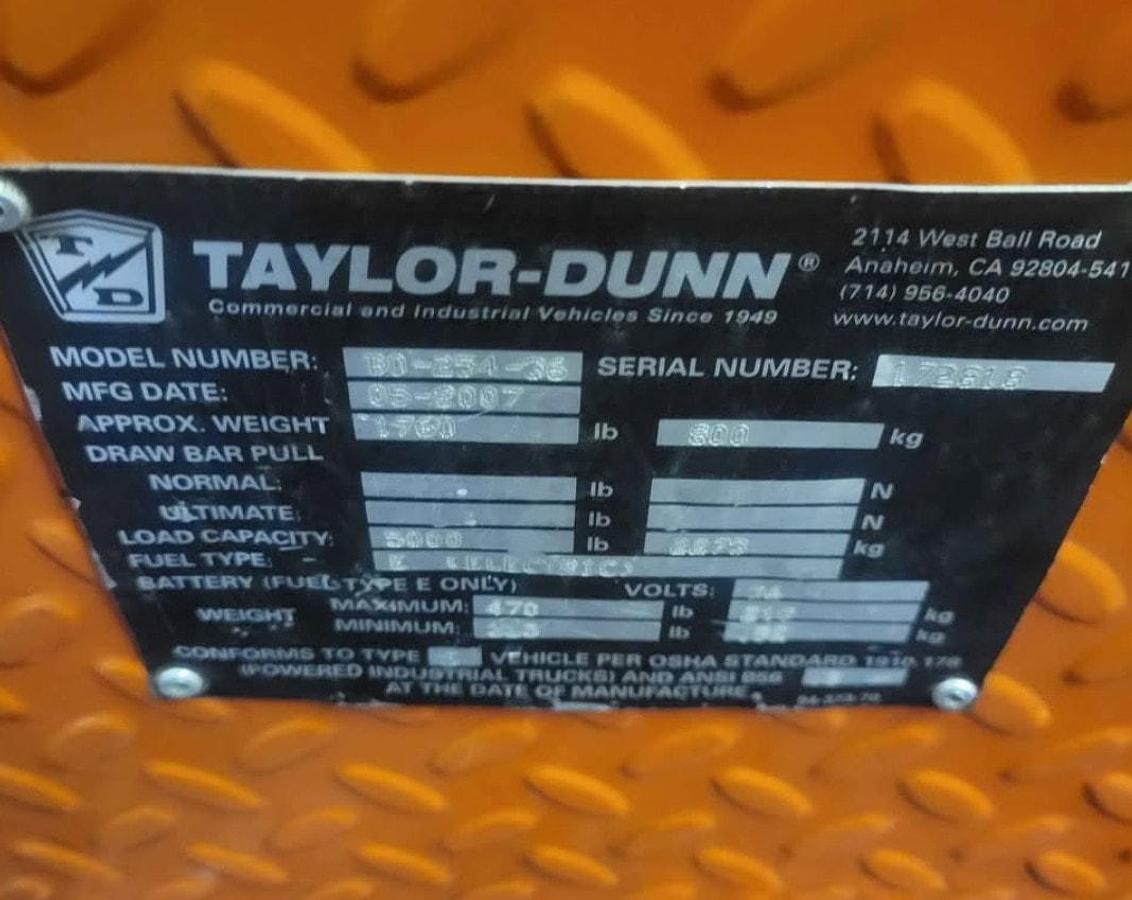 TD
TAYLOR-DUNN®
Commercial and Industrial Vehicles Since 1949
2114 West Ball Road
Anaheim, CA 92804-541
(714) 956-4040
www.taylor-dunn.com
MODEL NUMBER: SERIAL NUMBER:
MFG DATE: 05-2007
APPROX. WEIGHT lb 800 kg
DRAW BAR PULL
NORMAL: lb N
ULTIMATE: lb N
LOAD CAPACITY: lb kg
FUEL TYPE: E (ELECTRIC)
BATTERY (FUEL TYPE E ONLY) VOLTS:
WEIGHT MAXIMUM: 470 lb kg
MINIMUM: lb kg
CONFORMS TO TYPE VEHICLE PER OSHA STANDARD 1910.178
(POWERED INDUSTRIAL TRUCKS) AND ANSI B56
AT THE DATE OF MANUFACTURE